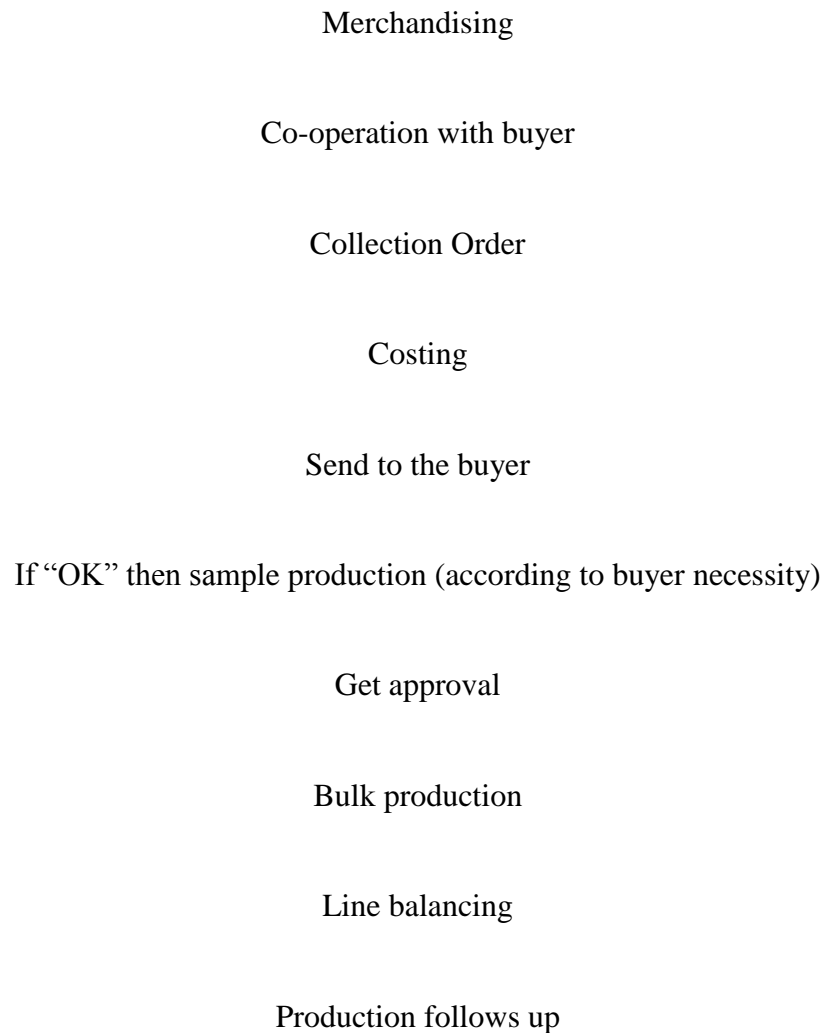 Merchandising
Co-operation with buyer
Collection Order
Costing
Send to the buyer
If “OK” then sample production (according to buyer necessity)
Get approval
Bulk production
Line balancing
Production follows up